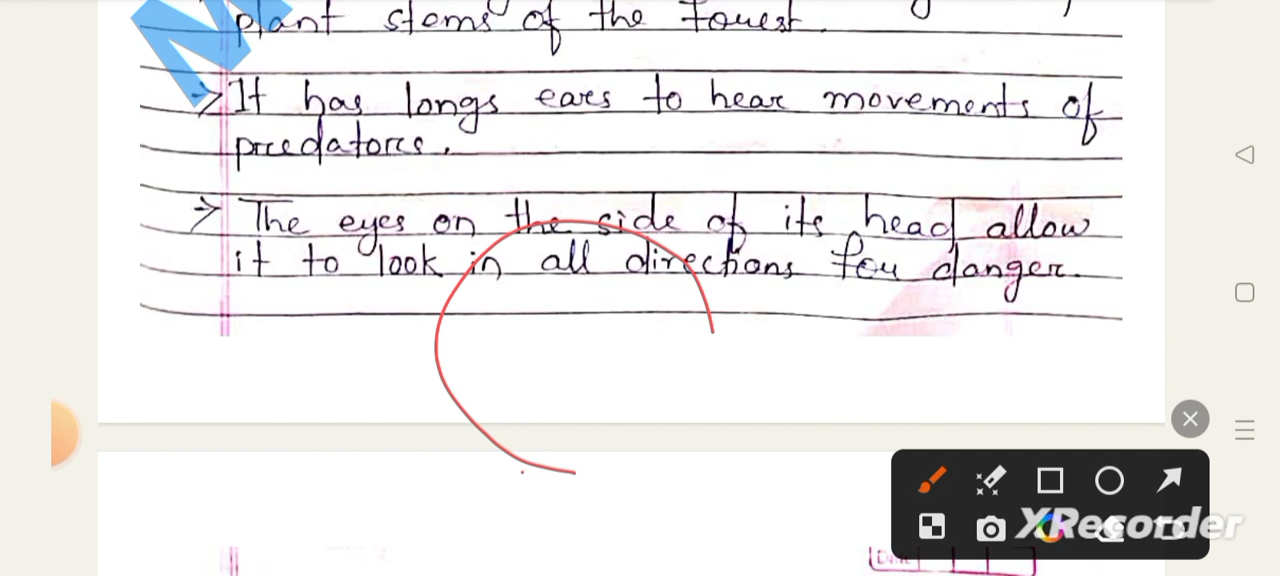 plant stems of the forest.
→ It has longs ears to hear movements of
predators.
→ The eyes on the side of its head allow
it to look in all directions for danger.
XRecorder